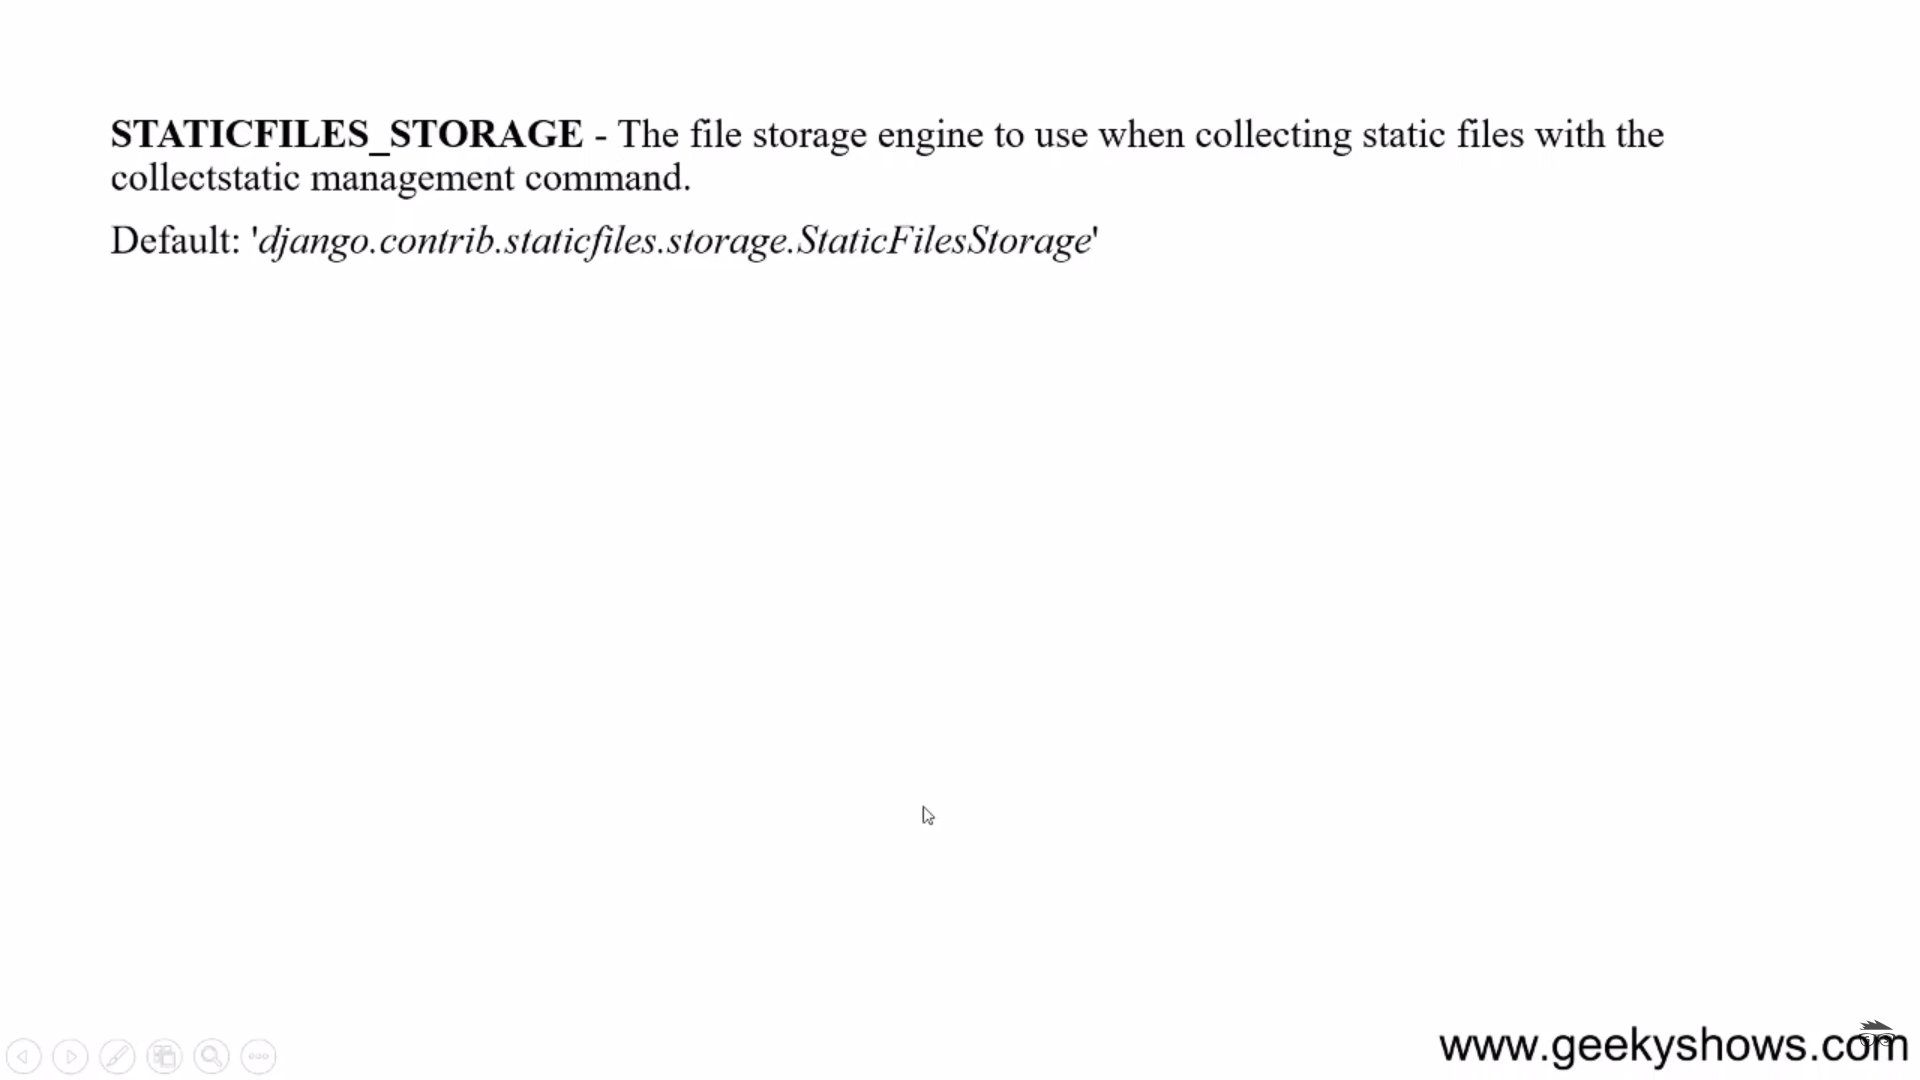 STATICFILES_STORAGE - The file storage engine to use when collecting static files with the
collectstatic management command.
Default: 'django.contrib.staticfiles.storage.StaticFilesStorage'
www.geekyshows.com